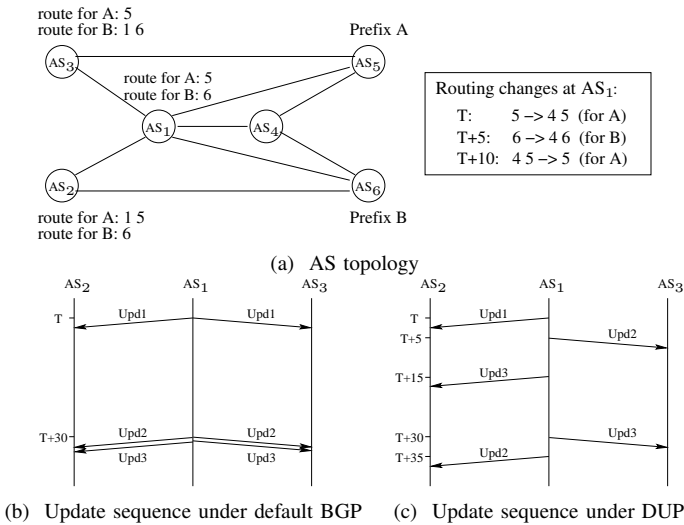 route for A: 5
route for B: 1 6
Prefix A
AS3
AS5
route for A: 5
route for B: 6
AS1
AS4
Routing changes at AS1:
T: 5 -> 4 5 (for A)
T+5: 6 -> 4 6 (for B)
T+10: 4 5 -> 5 (for A)
AS2
AS6
route for A: 1 5
route for B: 6
Prefix B
(a) AS topology
AS2 AS1 AS3
T
Upd1 Upd1
T+30
Upd2 Upd2
Upd3 Upd3
(b) Update sequence under default BGP
AS2 AS1 AS3
T
Upd1
T+5
Upd2
T+15
Upd3
T+30
Upd3
T+35
Upd2
(c) Update sequence under DUP